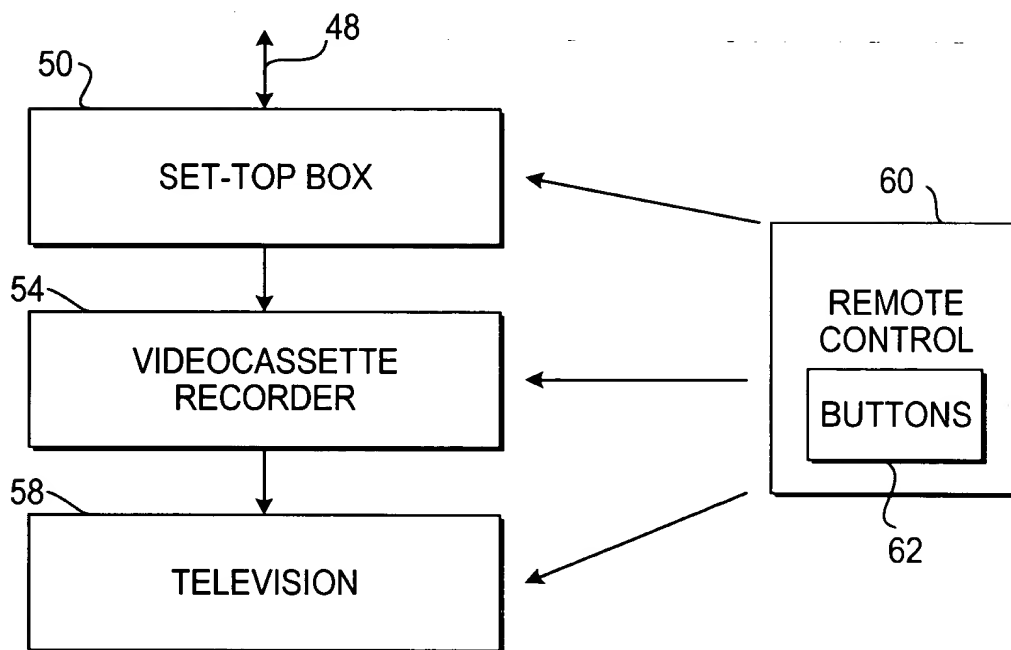 48
50
SET-TOP BOX
60
54
REMOTE
CONTROL
VIDEOCASSETTE
RECORDER
BUTTONS
58
62
TELEVISION